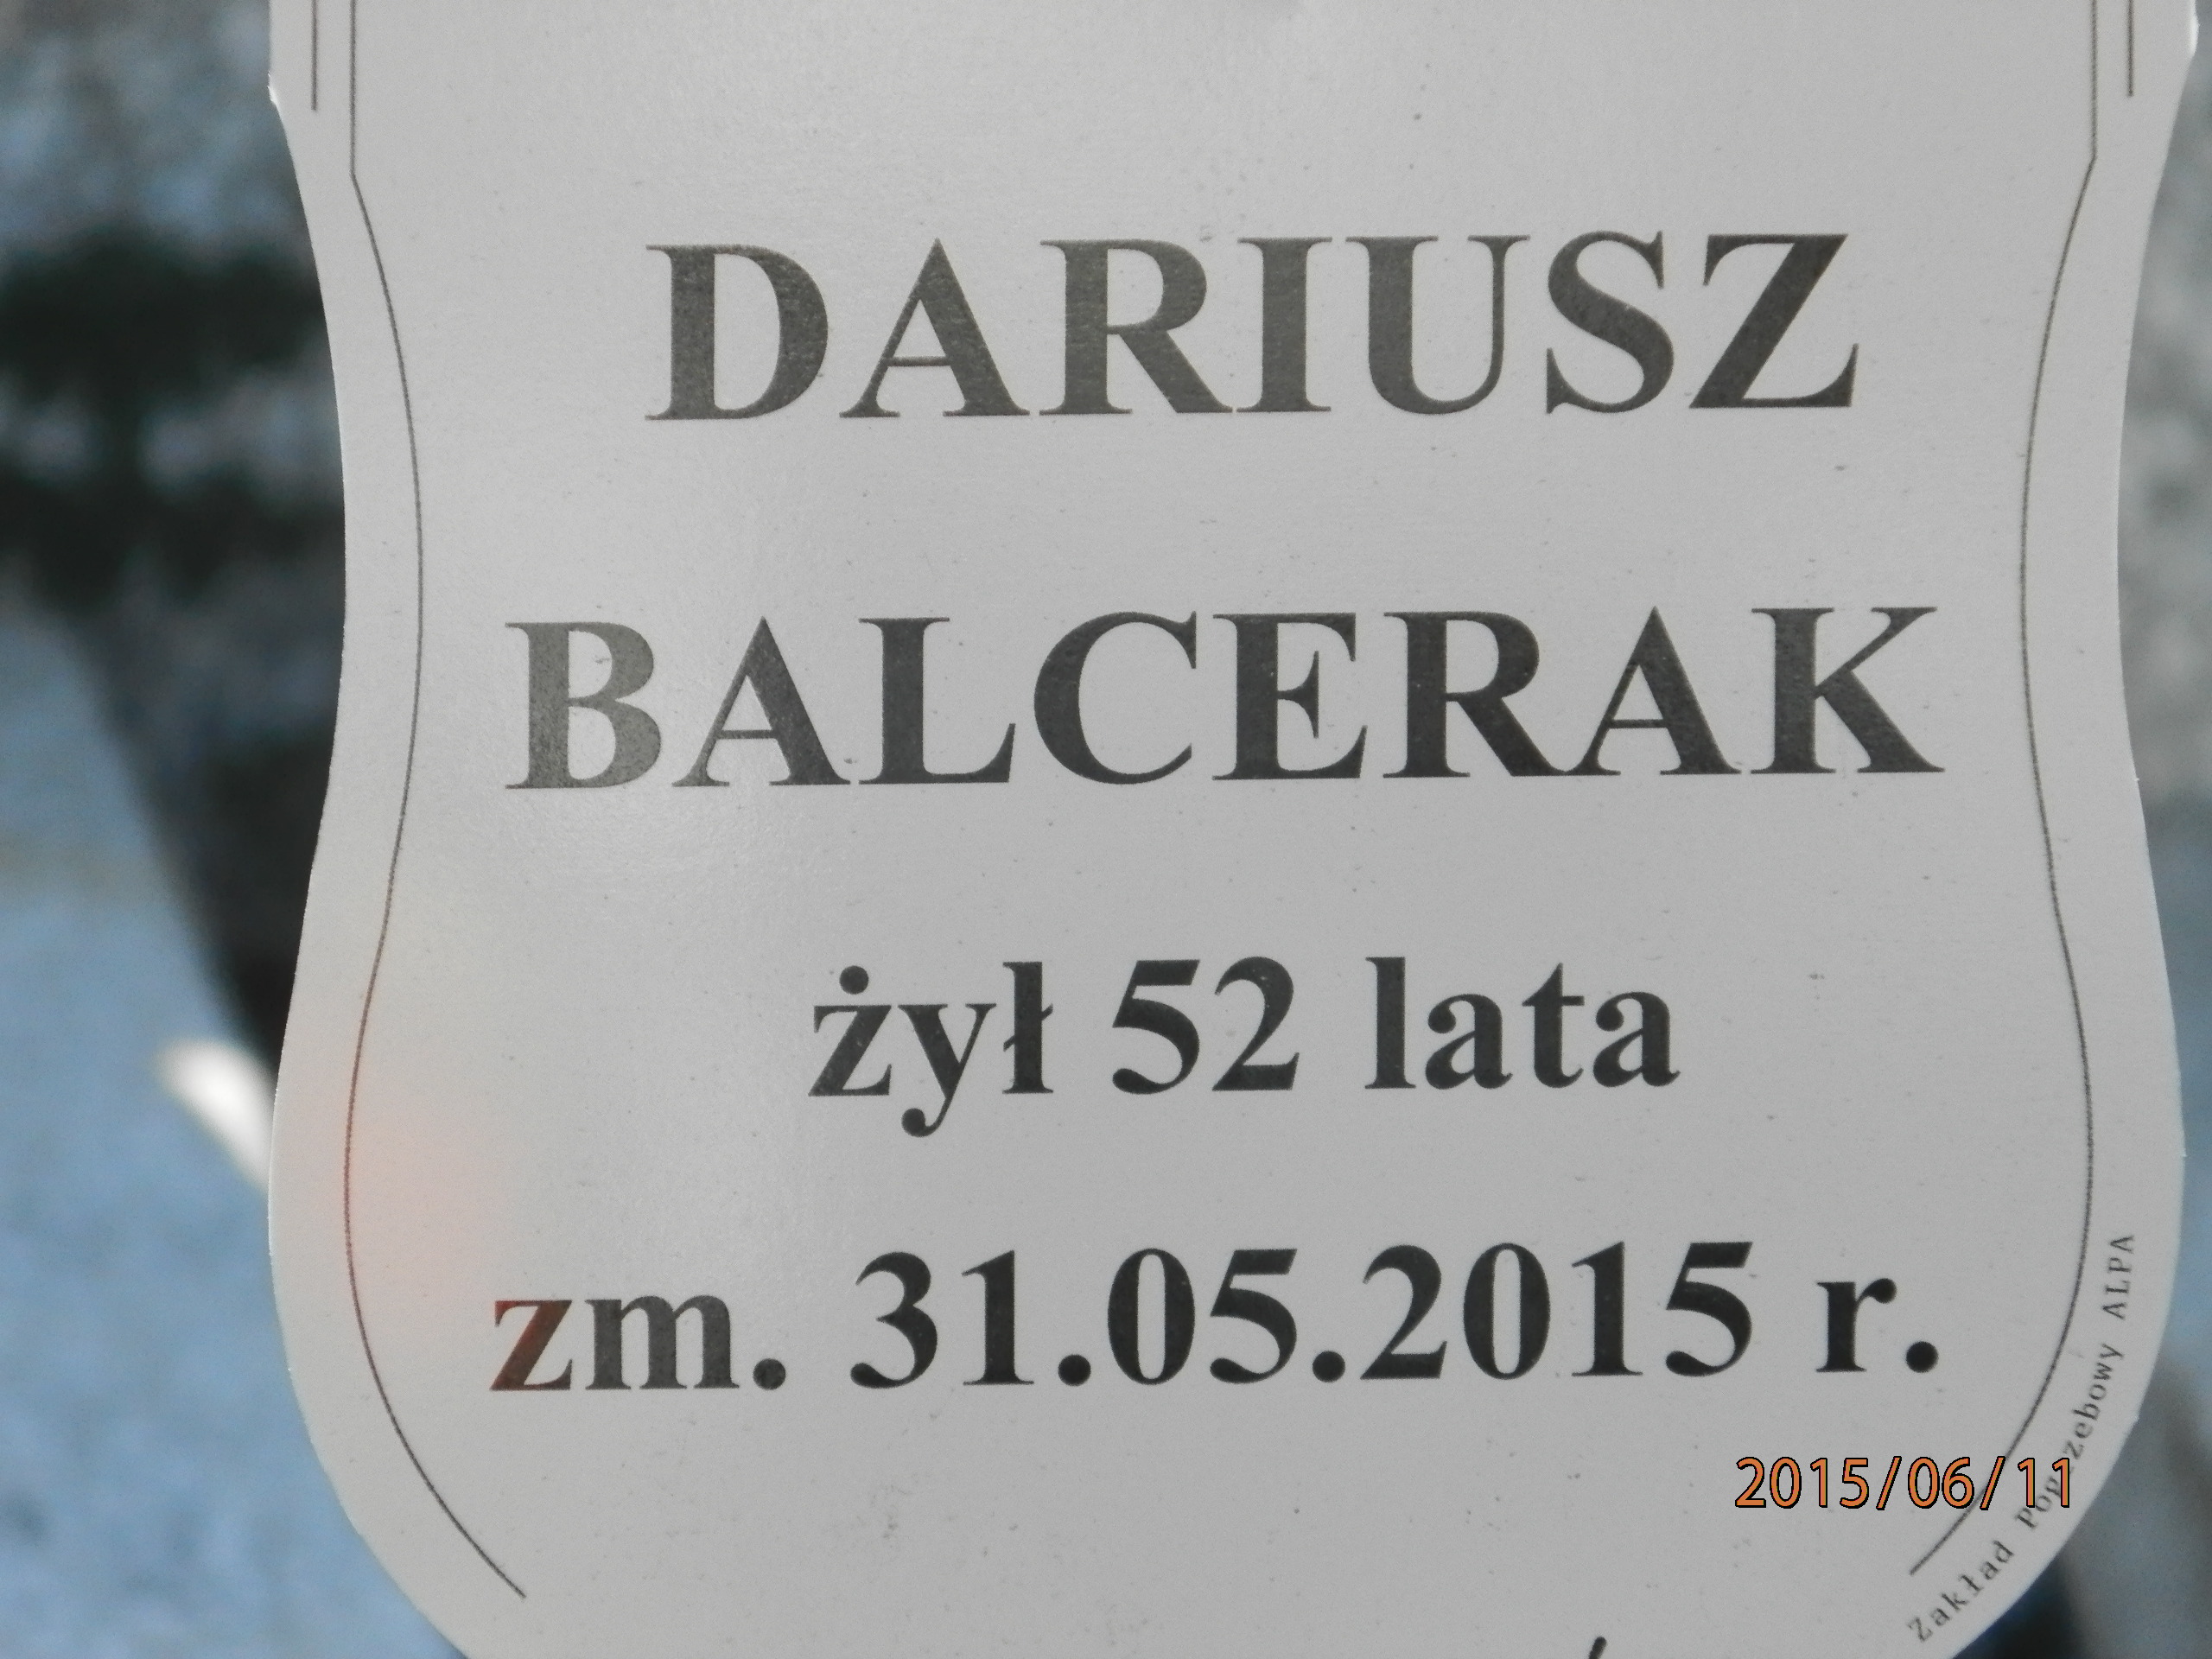 DARIUSZ
BALCERAK
żył 52 lata
zm. 31.05.2015 r.
Zakład Pogrzebowy ALPA
2015/06/11